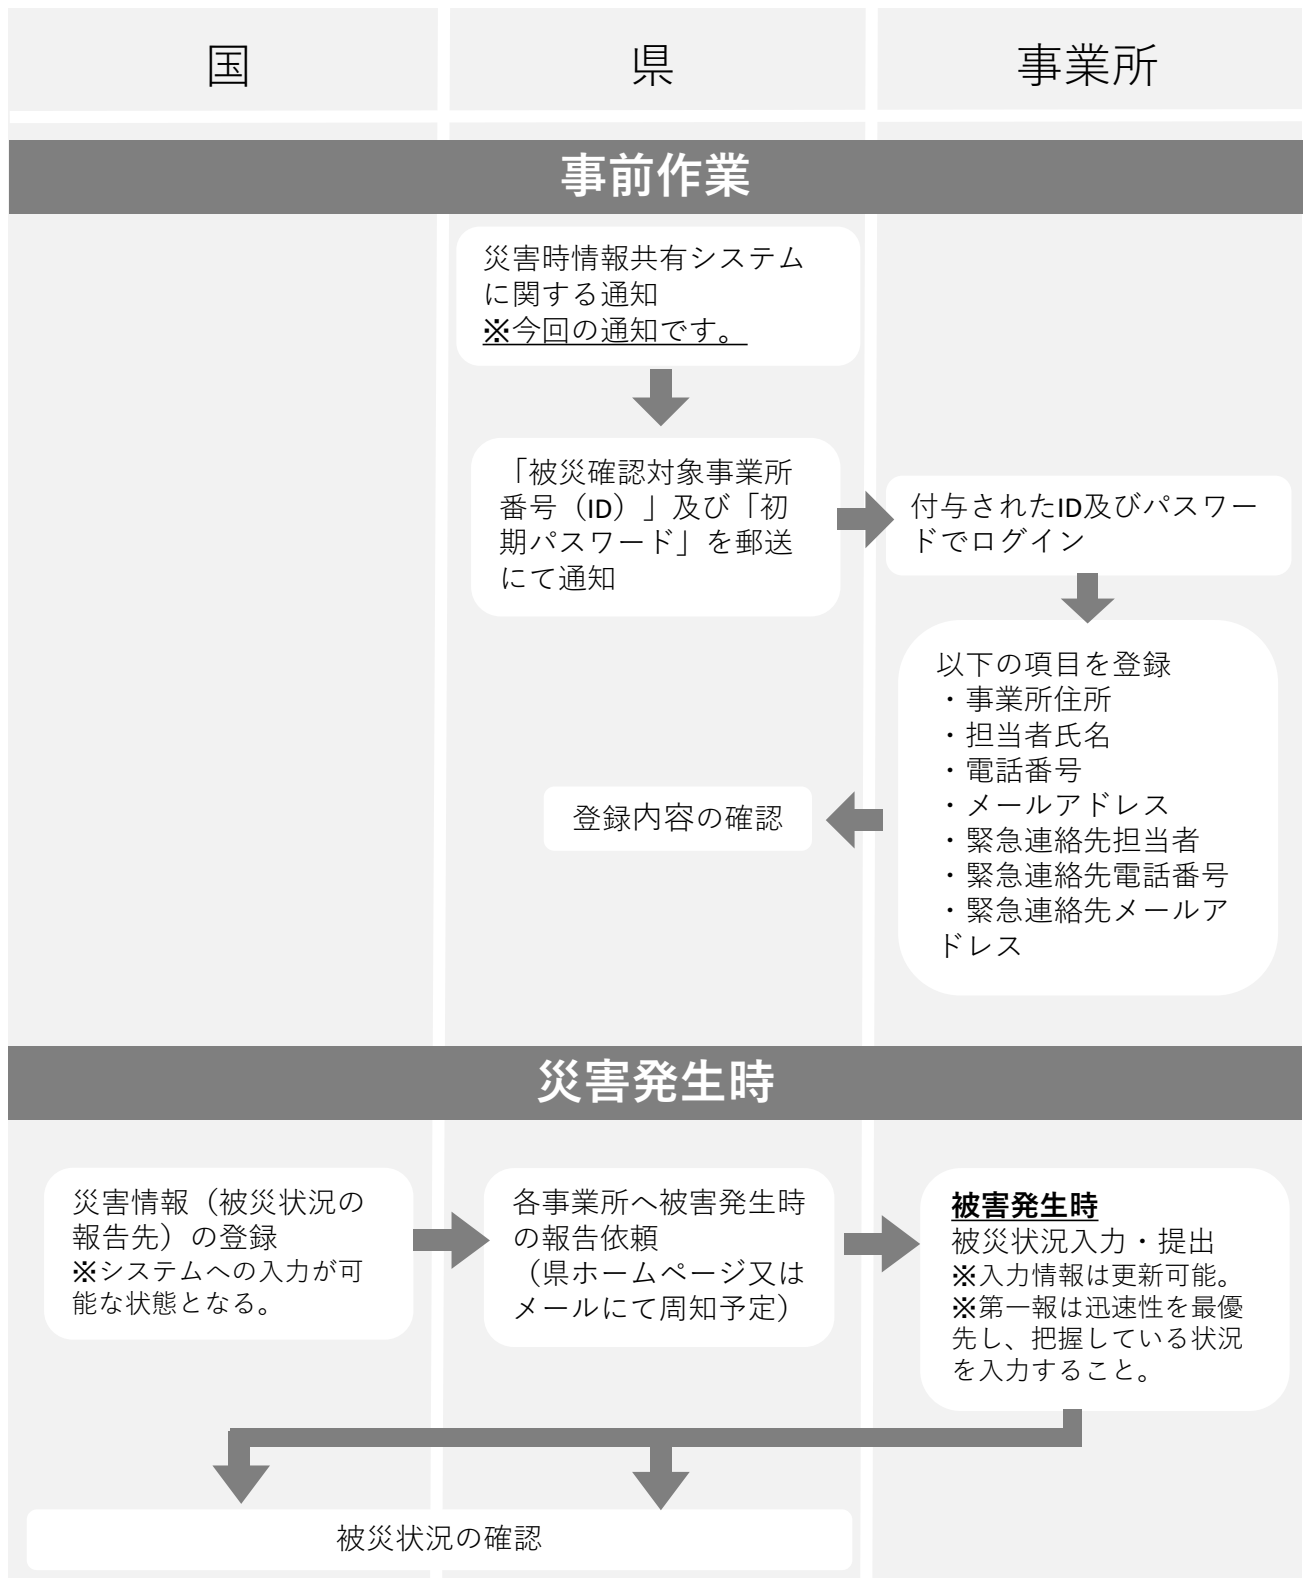 国
県
事業所
事前作業
災害時情報共有システム
に関する通知
※今回の通知です。
「被災確認対象事業所
番号（ID）」及び「初
期パスワード」を郵送
にて通知
付与されたID及びパスワー
ドでログイン
以下の項目を登録
・事業所住所
・担当者氏名
・電話番号
・メールアドレス
・緊急連絡先担当者
・緊急連絡先電話番号
・緊急連絡先メールア
ドレス
登録内容の確認
災害発生時
災害情報（被災状況の
報告先）の登録
※システムへの入力が可
能な状態となる。
各事業所へ被害発生時
の報告依頼
（県ホームページ又は
メールにて周知予定）
被害発生時
被災状況入力・提出
※入力情報は更新可能。
※第一報は迅速性を最優
先し、把握している状況
を入力すること。
被災状況の確認